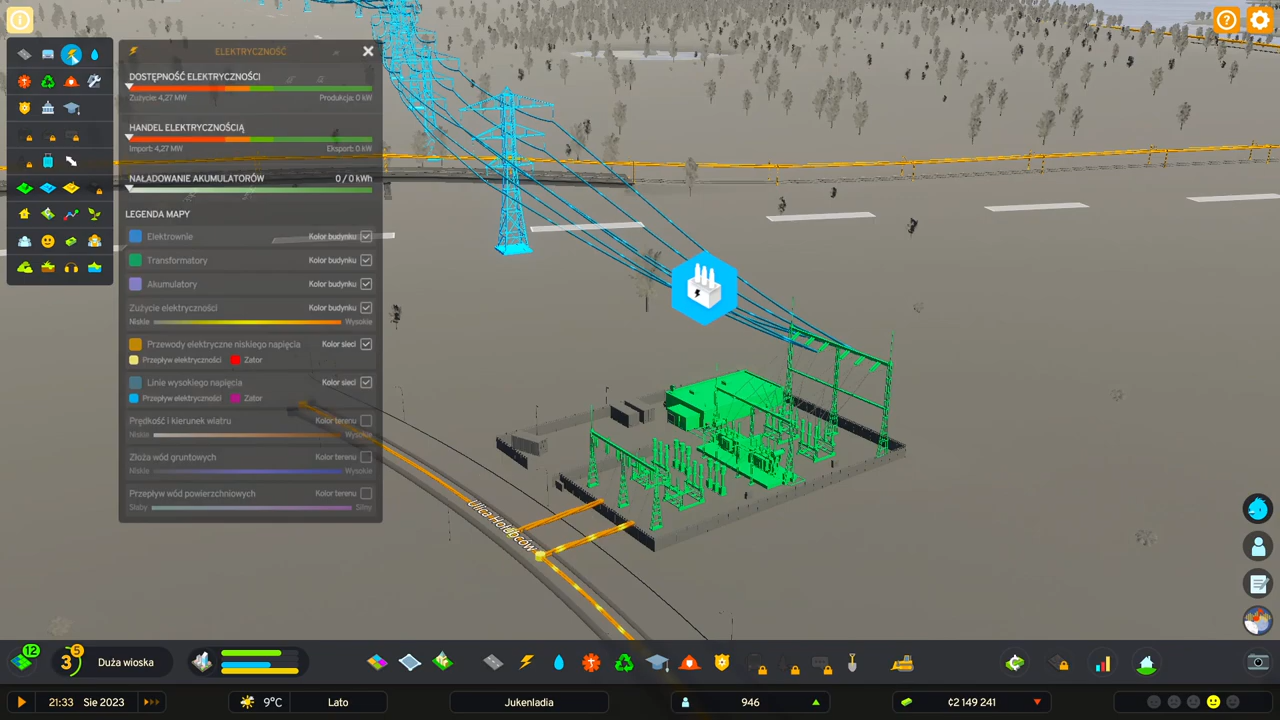 ELEKTRYCZNOŚĆ
DOSTĘPNOŚĆ ELEKTRYCZNOŚCI
Zużycie: 4,27 MW Produkcja: 0 kW
HANDEL ELEKTRYCZNOŚCIĄ
Import: 4,27 MW Eksport: 0 kW
NAŁADOWANIE AKUMULATORÓW 0 / 0 kWh
LEGENDA MAPY
Elektrownie Kolor budynku
Transformatory Kolor budynku
Akumulatory Kolor budynku
Zużycie elektryczności Kolor budynku
Niskie Wysokie
Przewody elektryczne niskiego napięcia Kolor sieci
Przepływ elektryczności Zator
Linie wysokiego napięcia Kolor sieci
Przepływ elektryczności Zator
Prędkość i kierunek wiatru Kolor terenu
Niskie Wysokie
Złoża wód gruntowych Kolor terenu
Niskie Wysokie
Przepływ wód powierzchniowych Kolor terenu
Słaby Silny
Ulica Hołubców
12
3 5 Duża wioska
21:33 Sie 2023 9°C Lato Jukenladia 946 ¢2 149 241